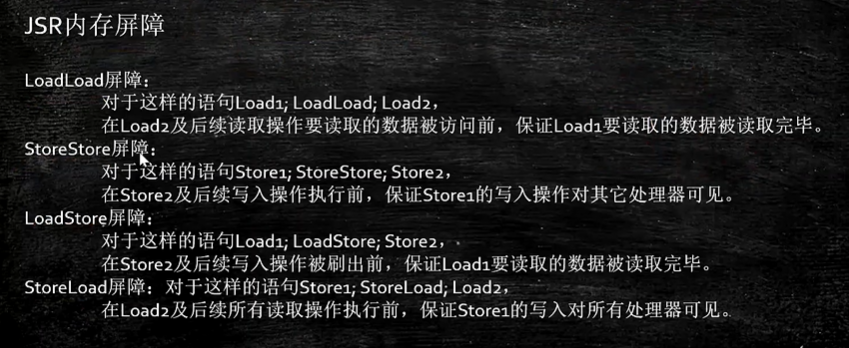 JSR内存屏障
LoadLoad屏障：
对于这样的语句Load1; LoadLoad; Load2，
在Load2及后续读取操作要读取的数据被访问前，保证Load1要读取的数据被读取完毕。
StoreStore屏障：
对于这样的语句Store1; StoreStore; Store2，
在Store2及后续写入操作执行前，保证Store1的写入操作对其它处理器可见。
LoadStore屏障：
对于这样的语句Load1; LoadStore; Store2，
在Store2及后续写入操作被刷出前，保证Load1要读取的数据被读取完毕。
StoreLoad屏障：对于这样的语句Store1; StoreLoad; Load2，
在Load2及后续所有读取操作执行前，保证Store1的写入对所有处理器可见。